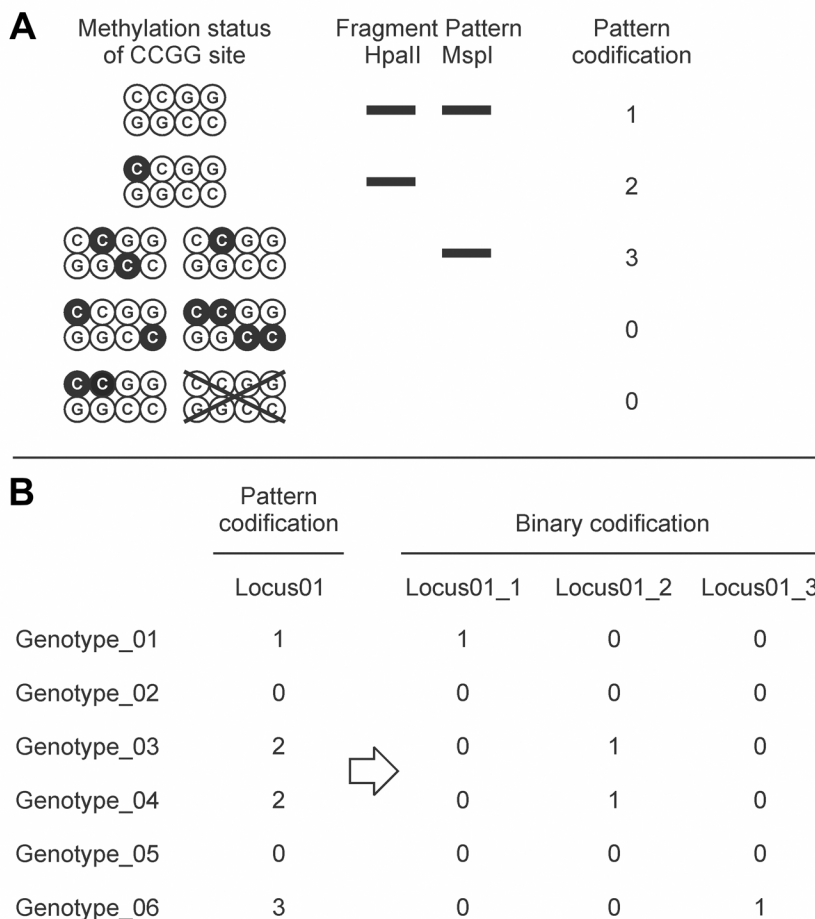 A
Methylation status Fragment Pattern Pattern
of CCGG site HpaII MspI codification
C C G G
G G C C
1
C C G G
G G C C
2
C C G G C C G G
G G C C G G C C
3
C C G G C C G G
G G C C G G C C
0
C C G G C C G G
G G C C G G C C
0
B
Pattern
codification Binary codification
Locus01 Locus01_1 Locus01_2 Locus01_3
Genotype_01 1 1 0 0
Genotype_02 0 0 0 0
Genotype_03 2 0 1 0
Genotype_04 2 0 1 0
Genotype_05 0 0 0 0
Genotype_06 3 0 0 1